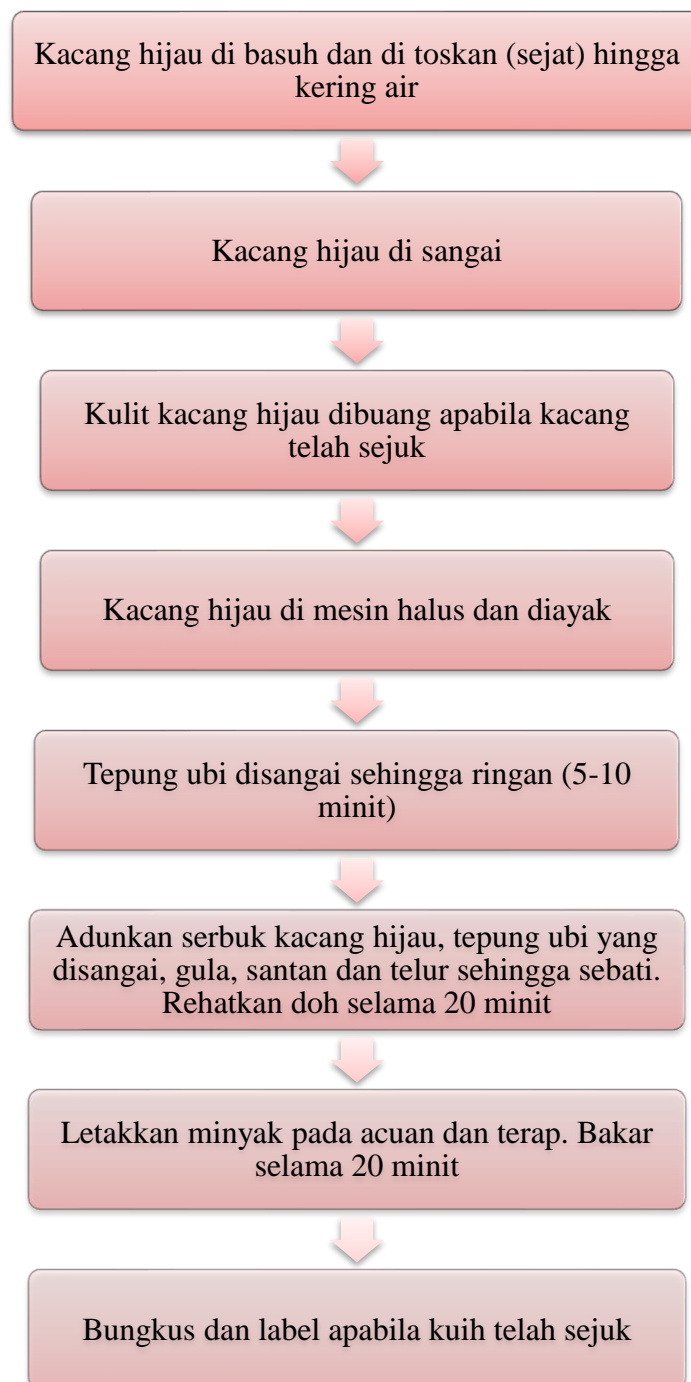 Kacang hijau di basuh dan di toskan (sejat) hingga
kering air
Kacang hijau di sangai
Kulit kacang hijau dibuang apabila kacang
telah sejuk
Kacang hijau di mesin halus dan diayak
Tepung ubi disangai sehingga ringan (5-10
minit)
Adunkan serbuk kacang hijau, tepung ubi yang
disangai, gula, santan dan telur sehingga sebati.
Rehatkan doh selama 20 minit
Letakkan minyak pada acuan dan terap. Bakar
selama 20 minit
Bungkus dan label apabila kuih telah sejuk